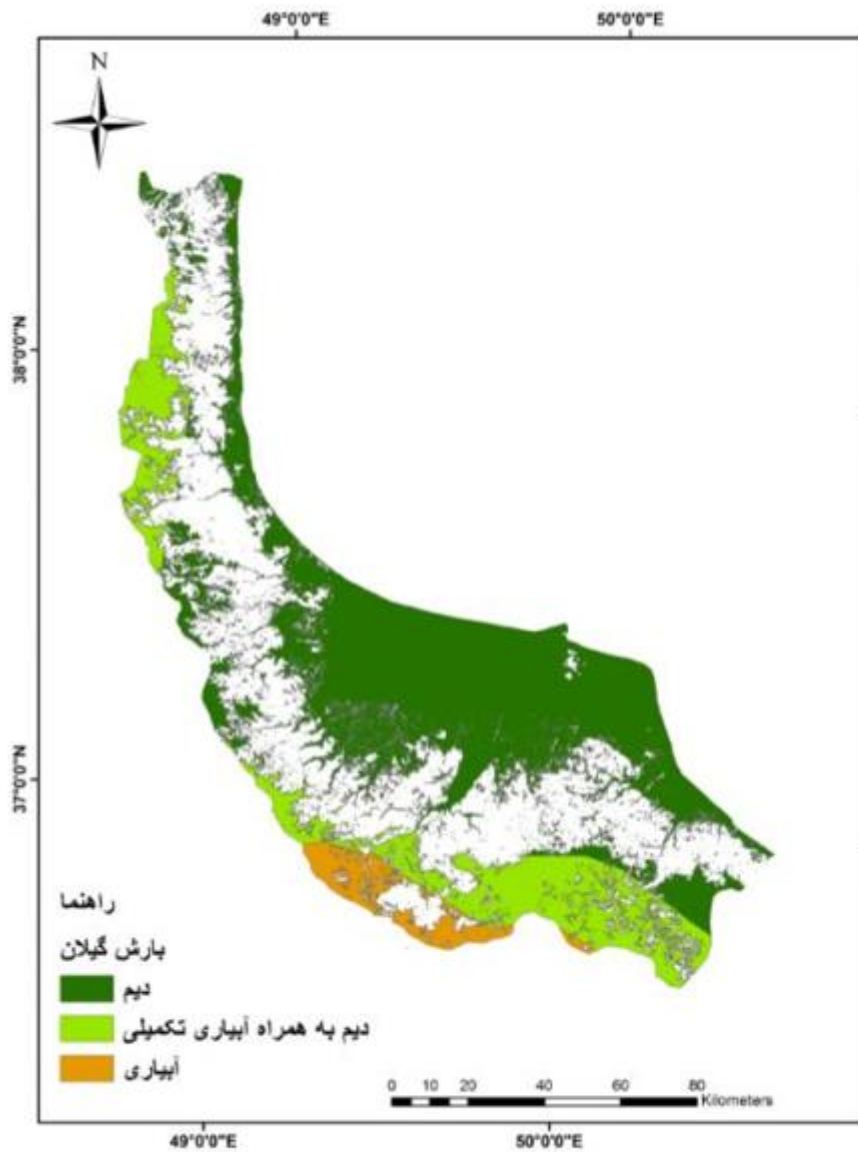 49°0'0"E 50°0'0"E
N
38°0'0"N
37°0'0"N
راهنما
بارش گیلان
دیم
دیم به همراه آبیاری تکمیلی
آبیاری
0 10 20 40 60 80
Kilometers
49°0'0"E 50°0'0"E